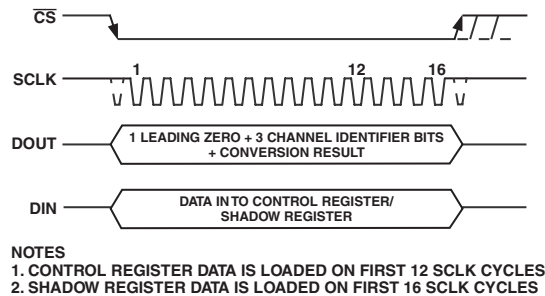 CS
SCLK 1 12 16
DOUT 1 LEADING ZERO + 3 CHANNEL IDENTIFIER BITS
+ CONVERSION RESULT
DIN DATA INTO CONTROL REGISTER/
SHADOW REGISTER
NOTES
1. CONTROL REGISTER DATA IS LOADED ON FIRST 12 SCLK CYCLES
2. SHADOW REGISTER DATA IS LOADED ON FIRST 16 SCLK CYCLES